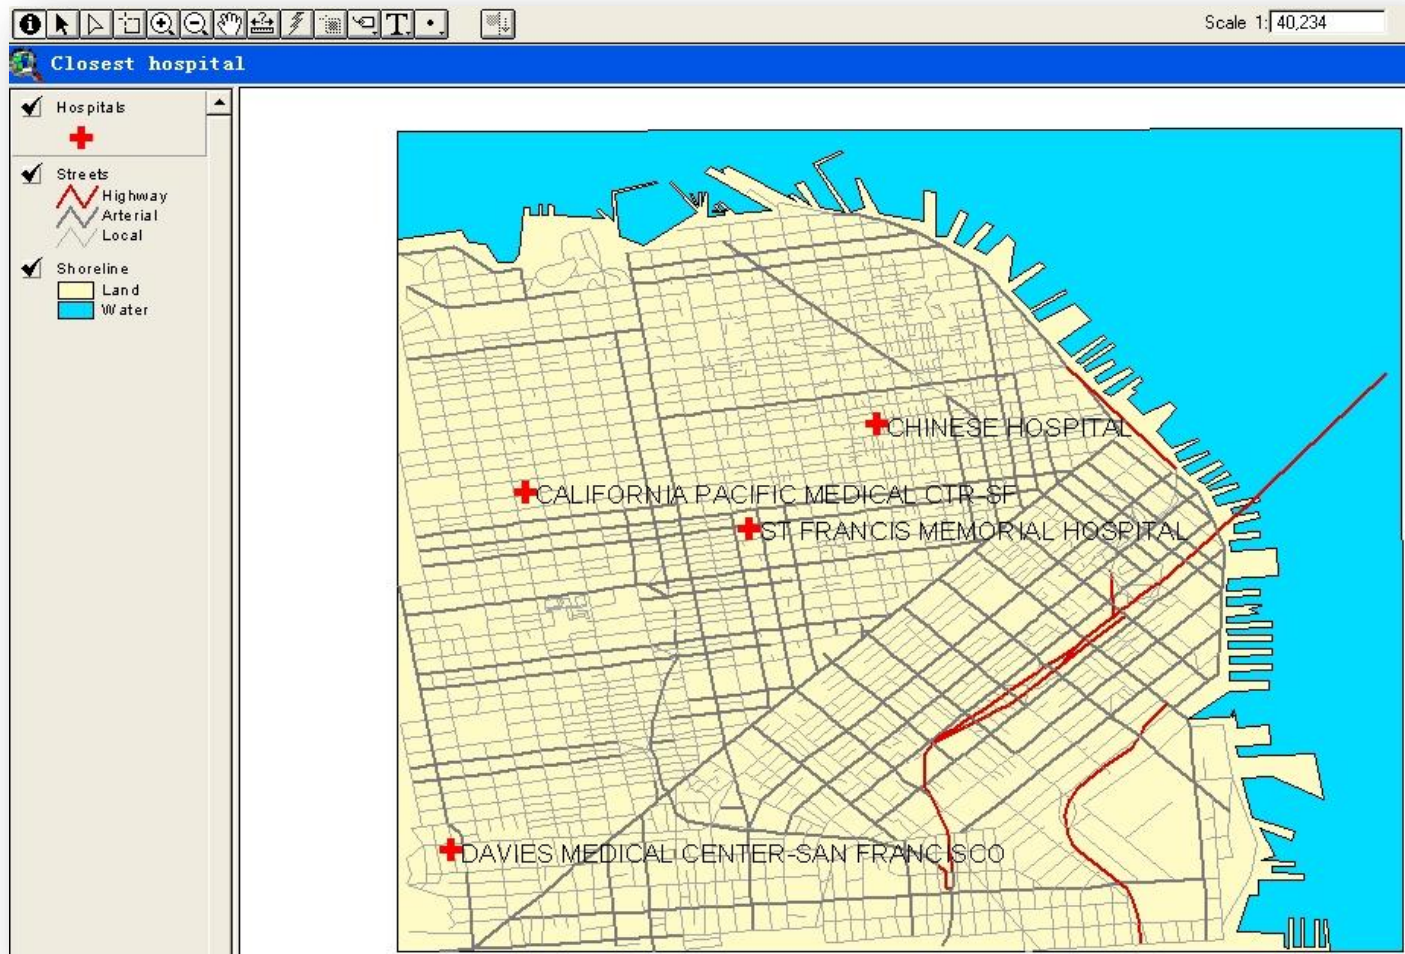 Scale 1: 40,234
Closest hospital
Hospitals
Streets
Highway
Arterial
Local
Shoreline
Land
Water
CHINESE HOSPITAL
CALIFORNIA PACIFIC MEDICAL CTR-SF
ST FRANCIS MEMORIAL HOSPITAL
DAVIES MEDICAL CENTER-SAN FRANCISCO